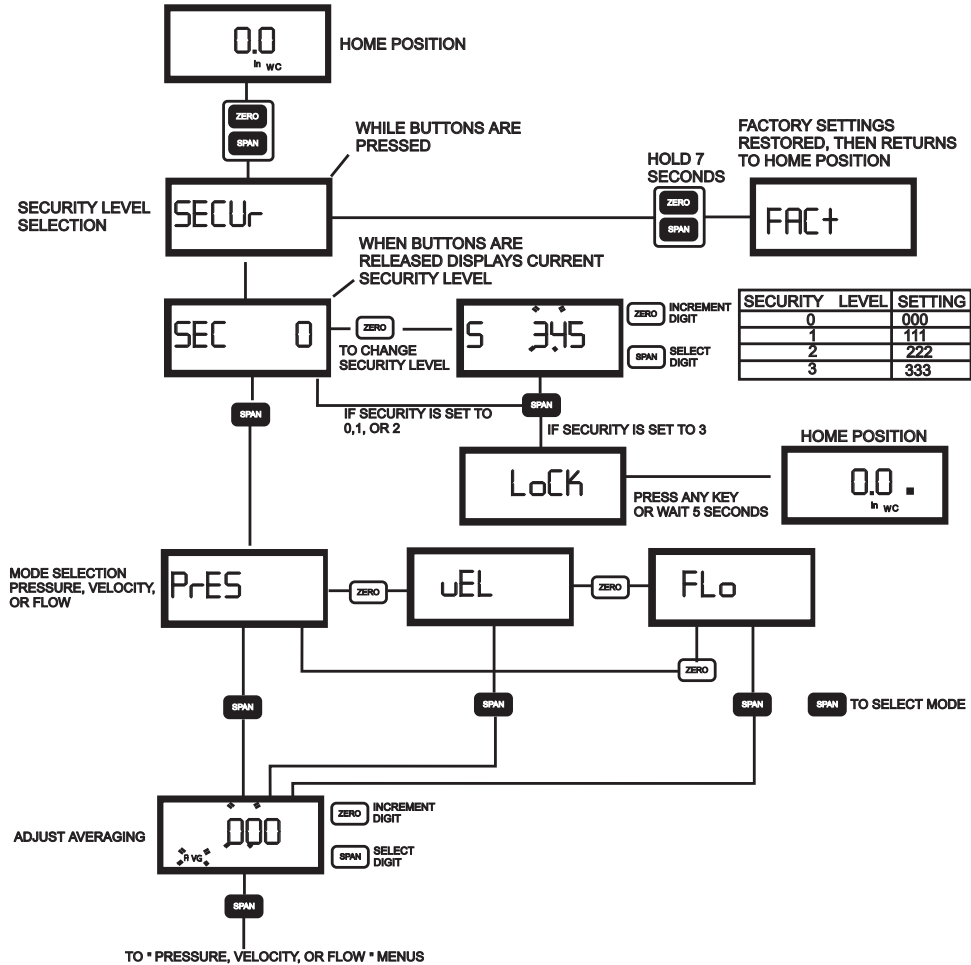 0.0
In WC
HOME POSITION
ZERO
SPAN
WHILE BUTTONS ARE
PRESSED
SECURITY LEVEL
SELECTION
SECUr
HOLD 7
SECONDS
ZERO
SPAN
FACTORY SETTINGS
RESTORED, THEN RETURNS
TO HOME POSITION
FACt
WHEN BUTTONS ARE
RELEASED DISPLAYS CURRENT
SECURITY LEVEL
SEC 0
ZERO
TO CHANGE
SECURITY LEVEL
S 345
ZERO INCREMENT
DIGIT
SPAN SELECT
DIGIT
SECURITY LEVEL SETTING
0 000
1 111
2 222
3 333
SPAN
IF SECURITY IS SET TO
0,1, OR 2
SPAN
IF SECURITY IS SET TO 3
LoCK
PRESS ANY KEY
OR WAIT 5 SECONDS
HOME POSITION
0.0
In WC
MODE SELECTION
PRESSURE, VELOCITY,
OR FLOW
PrES
ZERO
uEL
ZERO
FLo
ZERO
SPAN
SPAN
SPAN
SPAN TO SELECT MODE
ADJUST AVERAGING
000
A VG
ZERO INCREMENT
DIGIT
SPAN SELECT
DIGIT
SPAN
TO " PRESSURE, VELOCITY, OR FLOW " MENUS